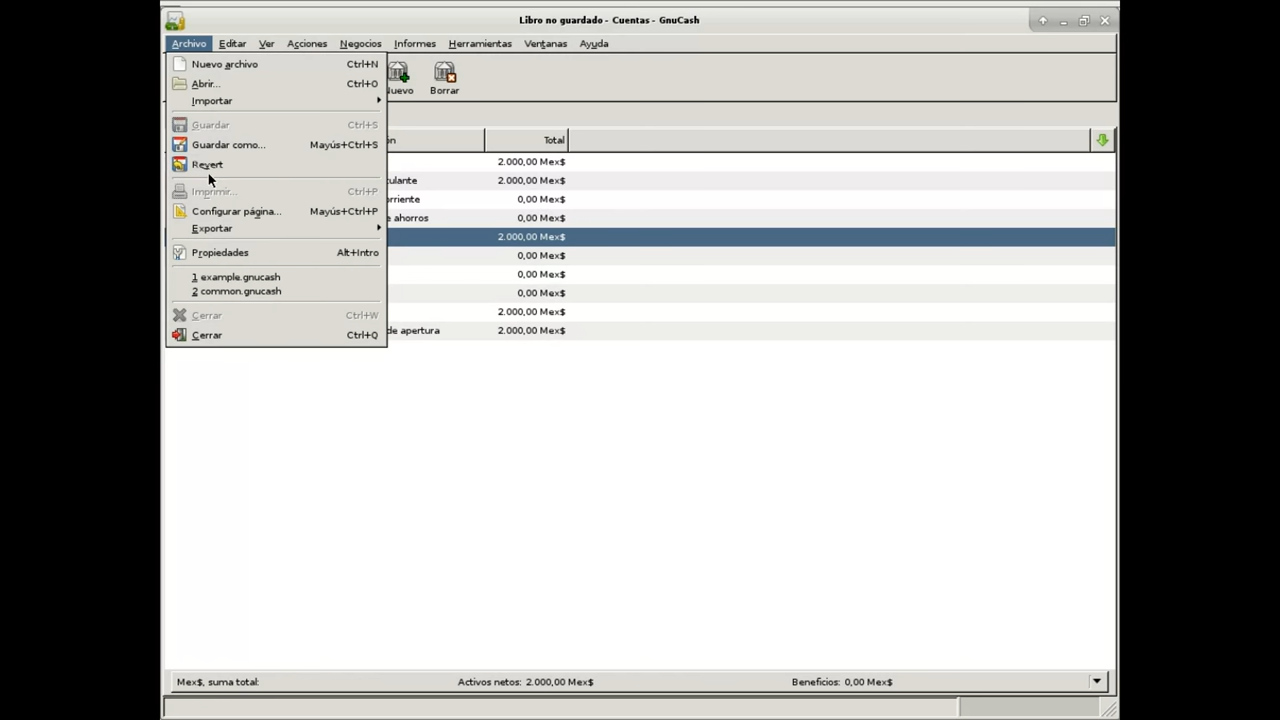 Libro no guardado - Cuentas - GnuCash
Archivo Editar Ver Acciones Negocios Informes Herramientas Ventanas Ayuda
Nuevo archivo Ctrl+N
Abrir... Ctrl+O
Importar
Guardar Ctrl+S
Guardar como... Mayús+Ctrl+S
Revert
Imprimir... Ctrl+P
Configurar página... Mayús+Ctrl+P
Exportar
Propiedades Alt+Intro
1 example.gnucash
2 common.gnucash
Cerrar Ctrl+W
Cerrar Ctrl+Q
Borrar
Total
2.000,00 Mex$
2.000,00 Mex$
0,00 Mex$
ahorros 0,00 Mex$
2.000,00 Mex$
0,00 Mex$
0,00 Mex$
0,00 Mex$
2.000,00 Mex$
de apertura 2.000,00 Mex$
Mex$, suma total: Activos netos: 2.000,00 Mex$ Beneficios: 0,00 Mex$